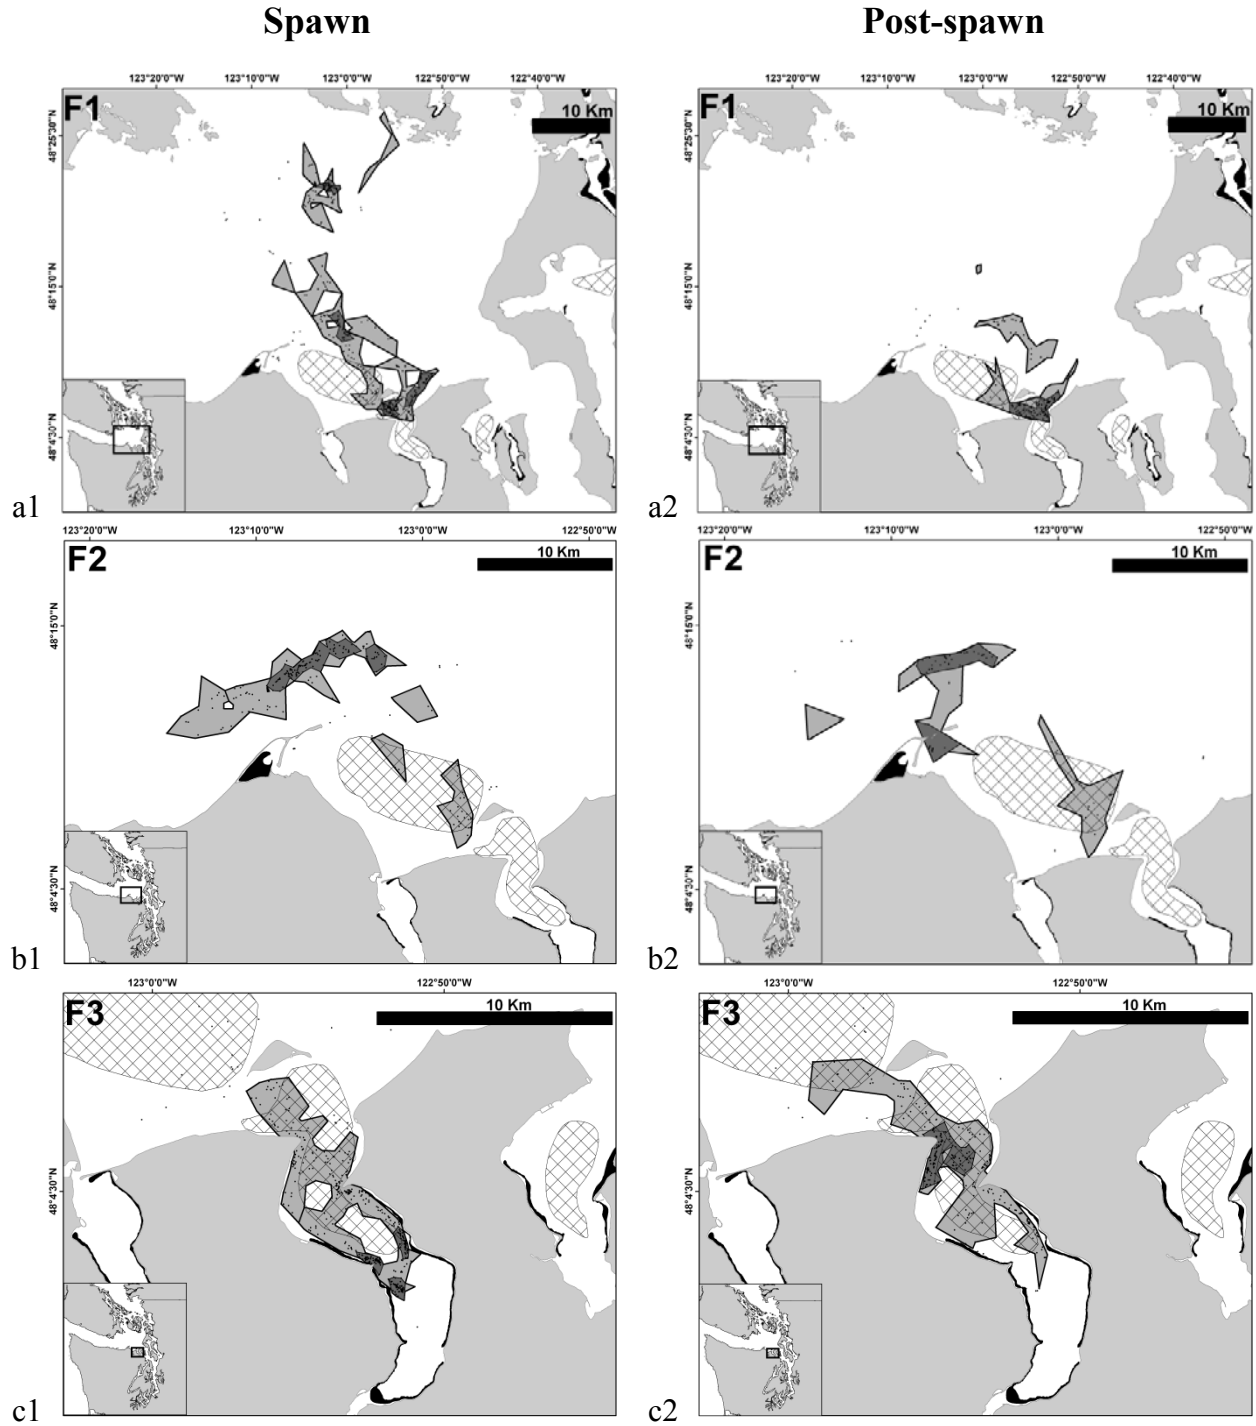 Spawn Post-spawn
123°20'0"W 123°10'0"W 123°0'0"W 122°50'0"W 122°40'0"W 123°20'0"W 123°10'0"W 123°0'0"W 122°50'0"W 122°40'0"W
F1 10 Km F1 10 Km
48°25'30"N 48°25'30"N
48°15'0"N 48°15'0"N
48°4'30"N 48°4'30"N
a1 a2
123°20'0"W 123°10'0"W 123°0'0"W 122°50'0"W 123°20'0"W 123°10'0"W 123°0'0"W 122°50'0"W
F2 10 Km F2 10 Km
48°15'0"N 48°15'0"N
48°4'30"N 48°4'30"N
b1 b2
123°0'0"W 122°50'0"W 123°0'0"W 122°50'0"W
F3 10 Km F3 10 Km
48°4'30"N 48°4'30"N
c1 c2